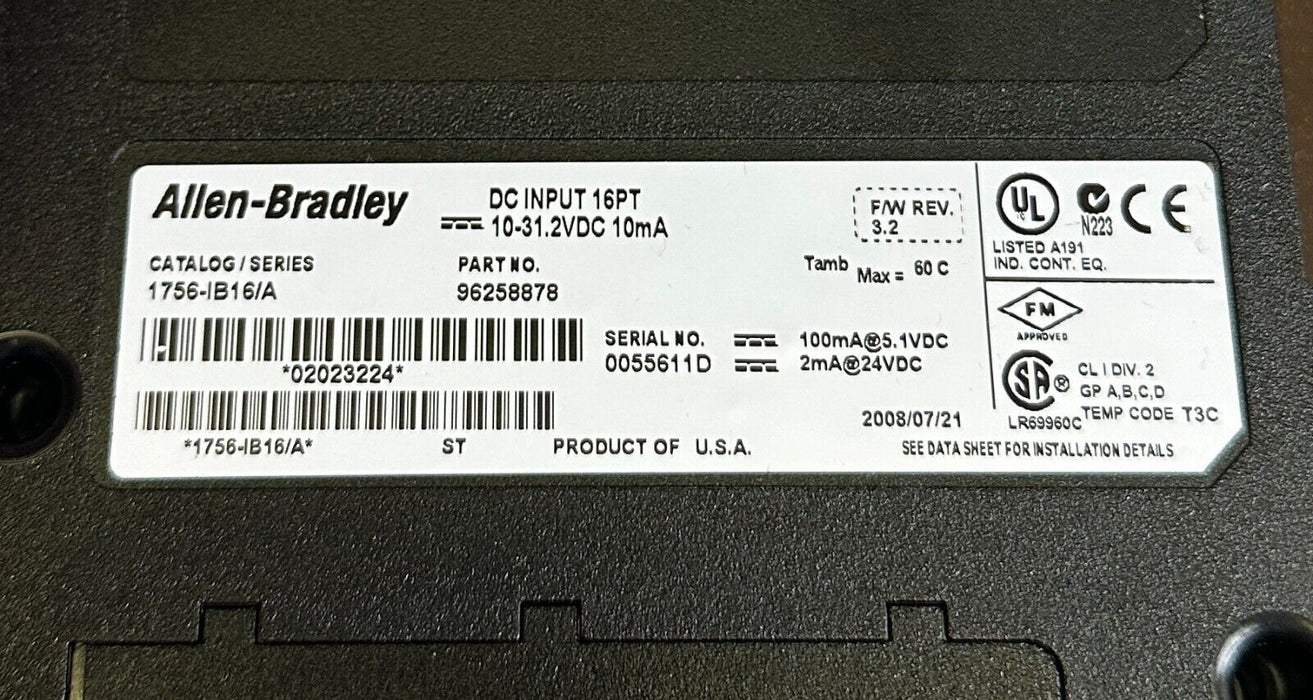 Allen-Bradley
DC INPUT 16PT
10-31.2VDC 10mA
F/W REV.
3.2
CATALOG / SERIES
1756-IB16/A
PART NO.
96258878
Tamb Max = 60 C
*02023224*
SERIAL NO.
0055611D
100mA@5.1VDC
2mA@24VDC
*1756-IB16/A*
ST
PRODUCT OF U.S.A.
2008/07/21
SEE DATA SHEET FOR INSTALLATION DETAILS
UL
N223
CE
LISTED A191
IND. CONT. EQ.
FM
APPROVED
SA®
LR69960C
CL I DIV. 2
GP A,B,C,D
TEMP CODE T3C